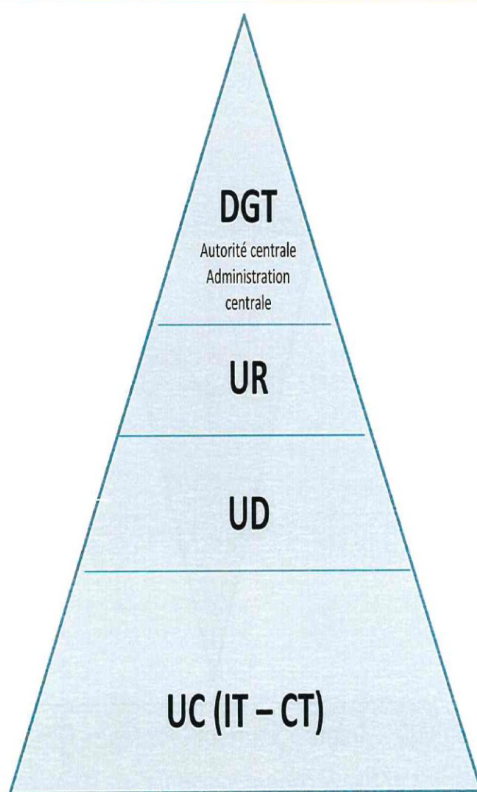 DGT
Autorité centrale
Administration
centrale
UR
UD
UC (IT – CT)